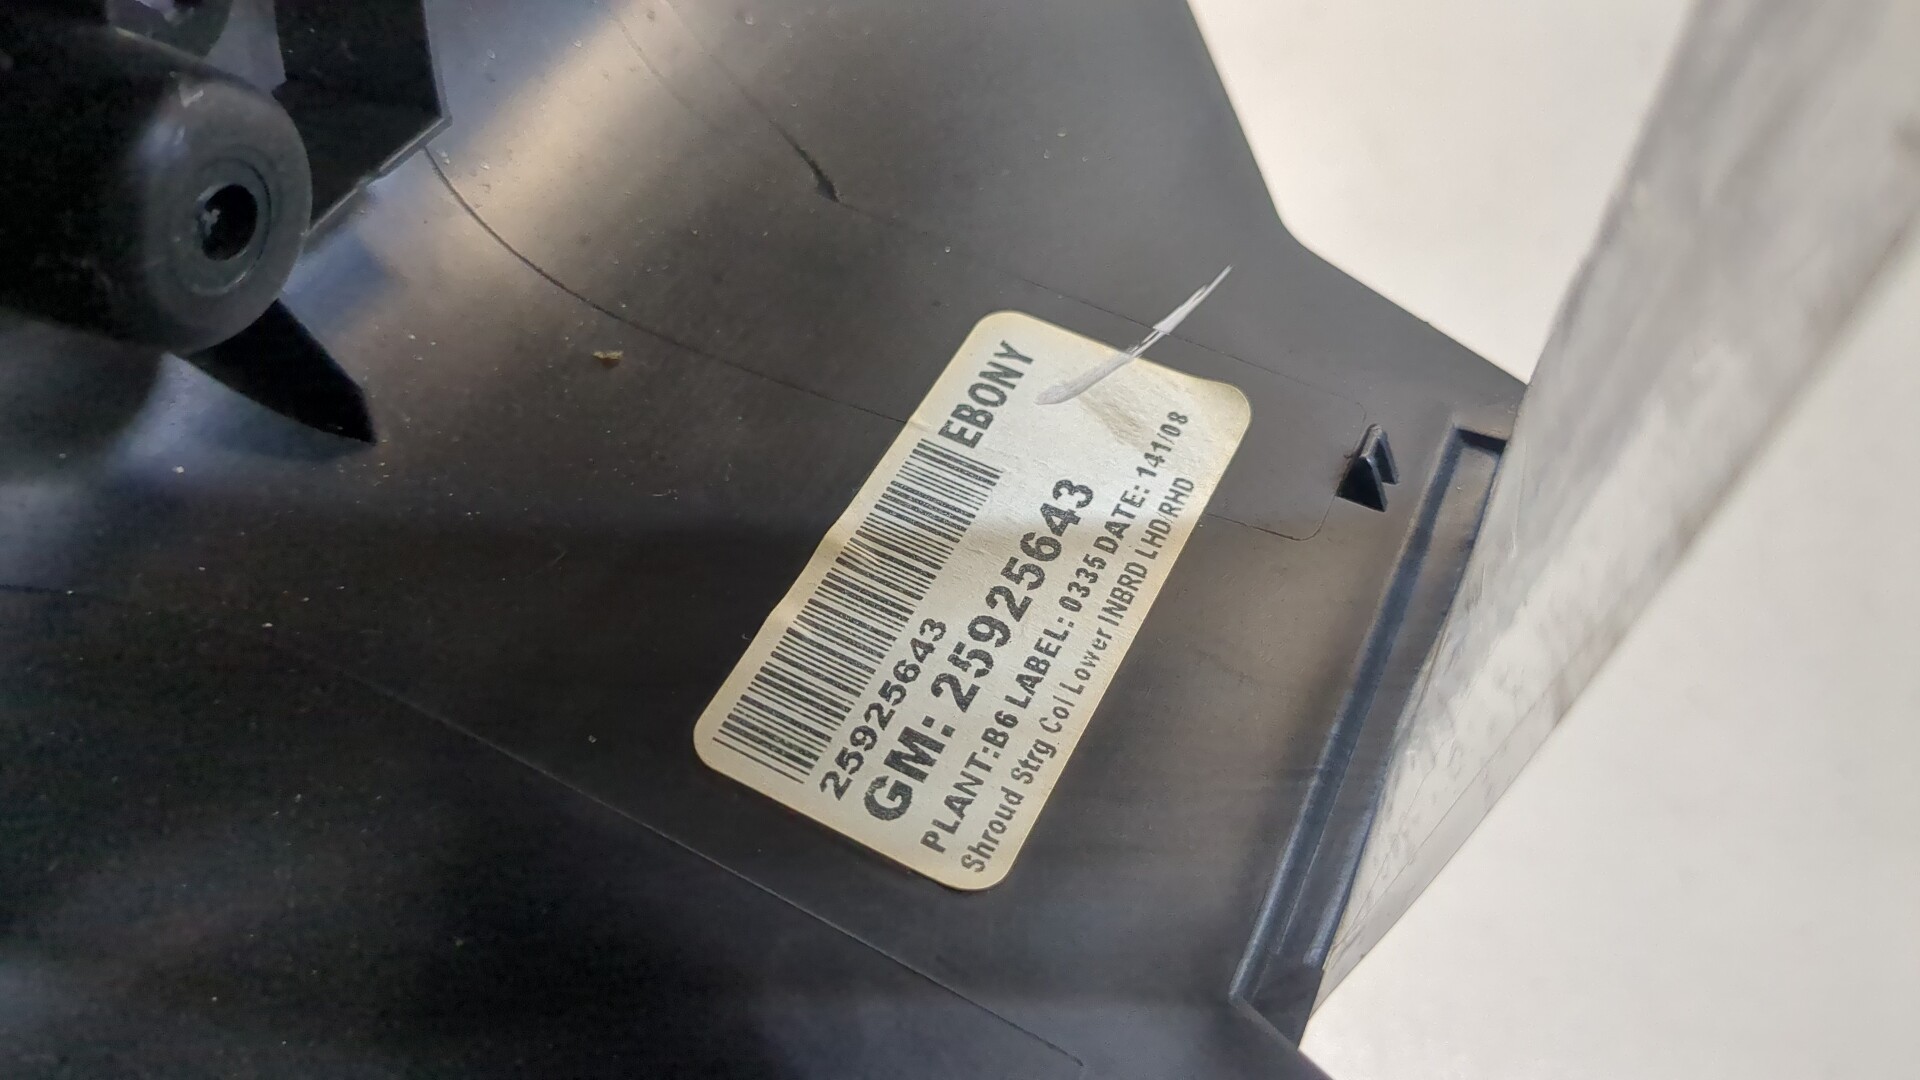 EBONY
25925643
GM: 25925643
PLANT:B6 LABEL: 0335 DATE: 141/08
Shroud Strg Col Lower INBRD LHD/RHD